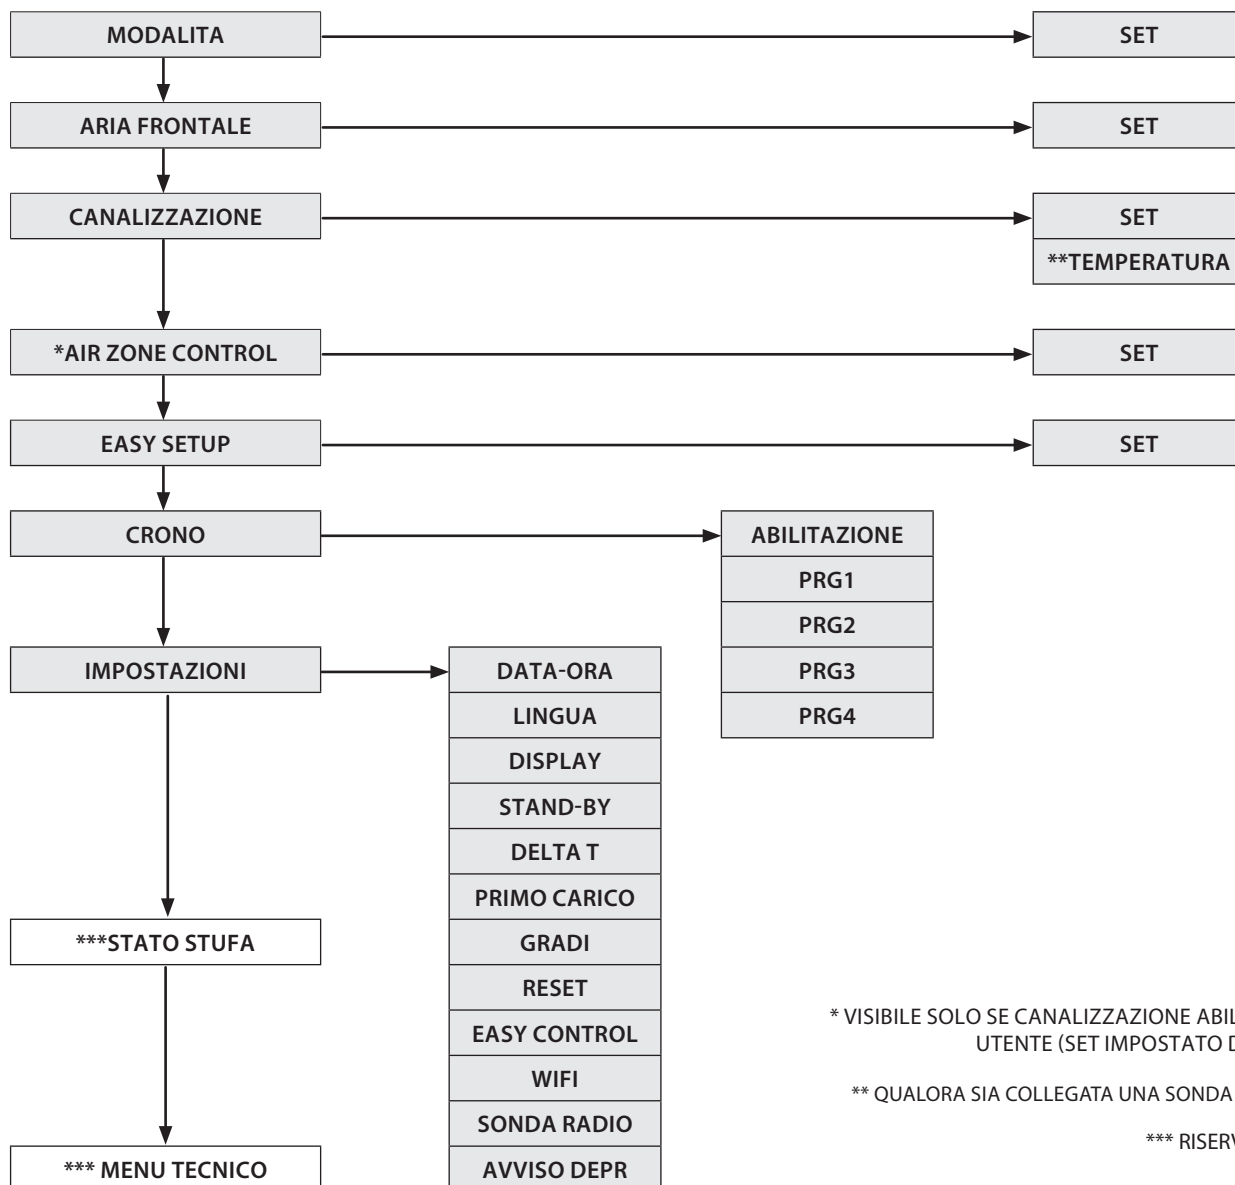 MODALITA
SET
ARIA FRONTALE
SET
CANALIZZAZIONE
SET
**TEMPERATURA
*AIR ZONE CONTROL
SET
EASY SETUP
SET
CRONO
ABILITAZIONE
PRG1
PRG2
PRG3
PRG4
IMPOSTAZIONI
DATA-ORA
LINGUA
DISPLAY
STAND-BY
DELTA T
PRIMO CARICO
GRADI
RESET
EASY CONTROL
WIFI
SONDA RADIO
AVVISO DEPR
***STATO STUFA
*** MENU TECNICO
* VISIBILE SOLO SE CANALIZZAZIONE
UTENTE (SET IMPOSTATO
** QUALORA SIA COLLEGATA UNA SONDA
***